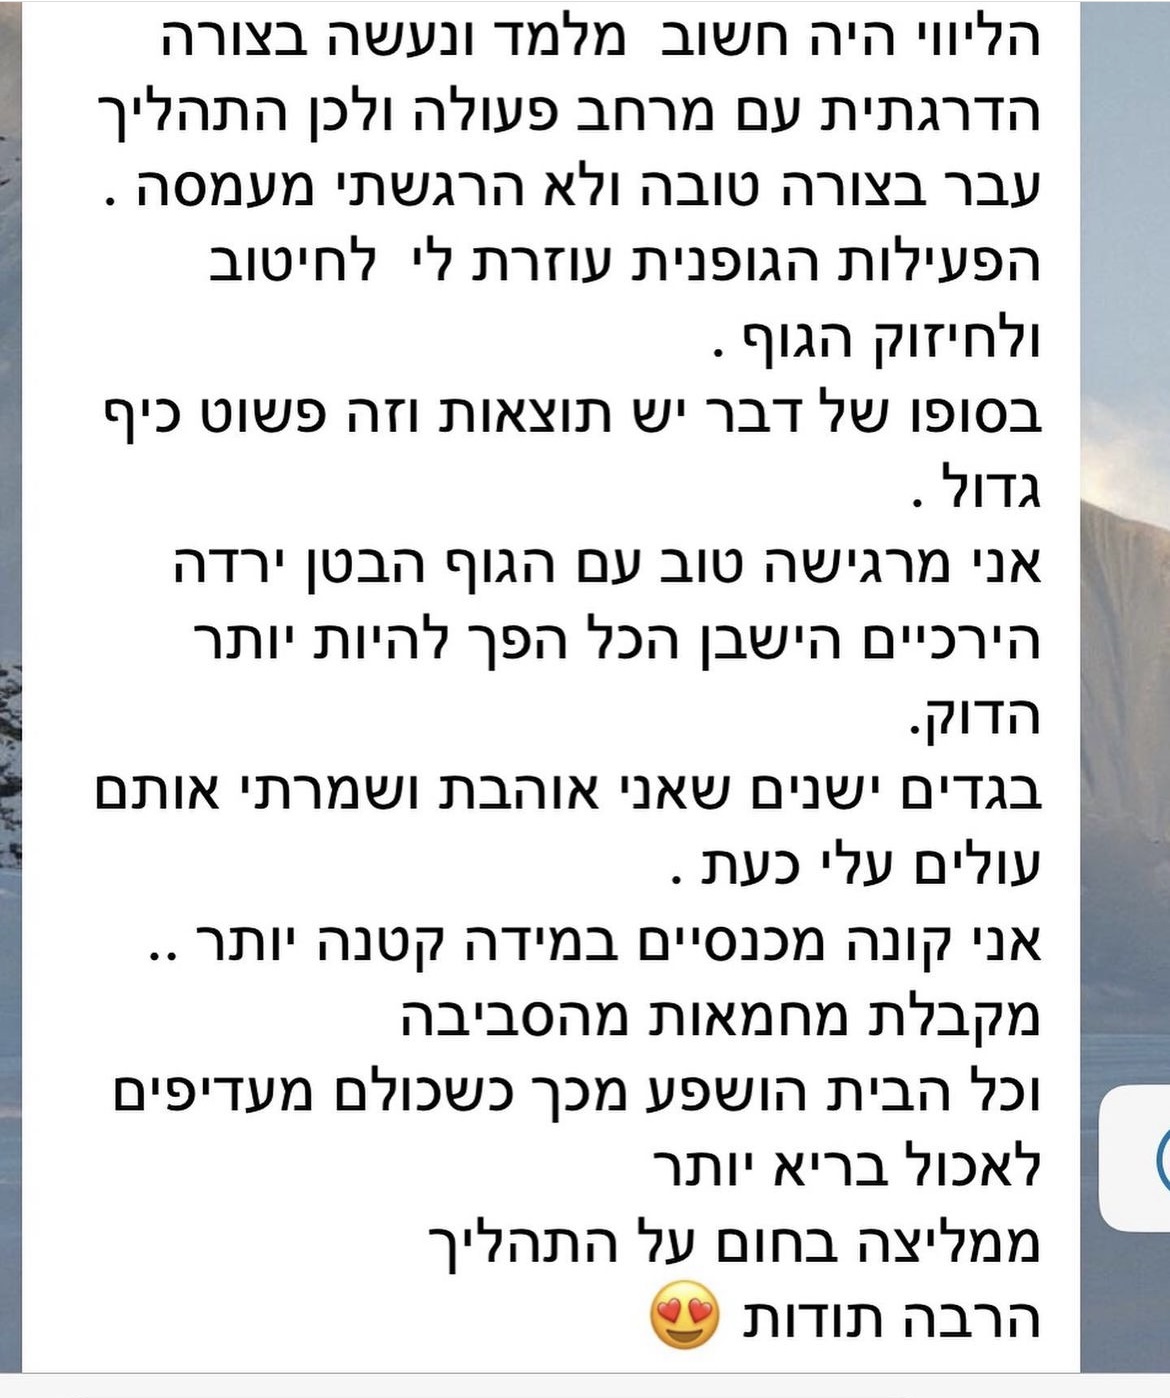 הליווי היה חשוב  מלמד ונעשה בצורה
הדרגתית עם מרחב פעולה ולכן התהליך
עבר בצורה טובה ולא הרגשתי מעמסה .
הפעילות הגופנית עוזרת לי  לחיטוב
ולחיזוק הגוף .
בסופו של דבר יש תוצאות וזה פשוט כיף
גדול .
אני מרגישה טוב עם הגוף הבטן ירדה
הירכיים הישבן הכל הפך להיות יותר
הדוק.
בגדים ישנים שאני אוהבת ושמרתי אותם
עולים עלי כעת .
אני קונה מכנסיים במידה קטנה יותר ..
מקבלת מחמאות מהסביבה
וכל הבית הושפע מכך כשכולם מעדיפים
לאכול בריא יותר
ממליצה בחום על התהליך
הרבה תודות 😍